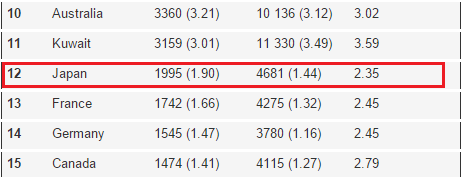 10 Australia 3360 (3.21) 10 136 (3.12) 3.02
11 Kuwait 3159 (3.01) 11 330 (3.49) 3.59
12 Japan 1995 (1.90) 4681 (1.44) 2.35
13 France 1742 (1.66) 4275 (1.32) 2.45
14 Germany 1545 (1.47) 3780 (1.16) 2.45
15 Canada 1474 (1.41) 4115 (1.27) 2.79